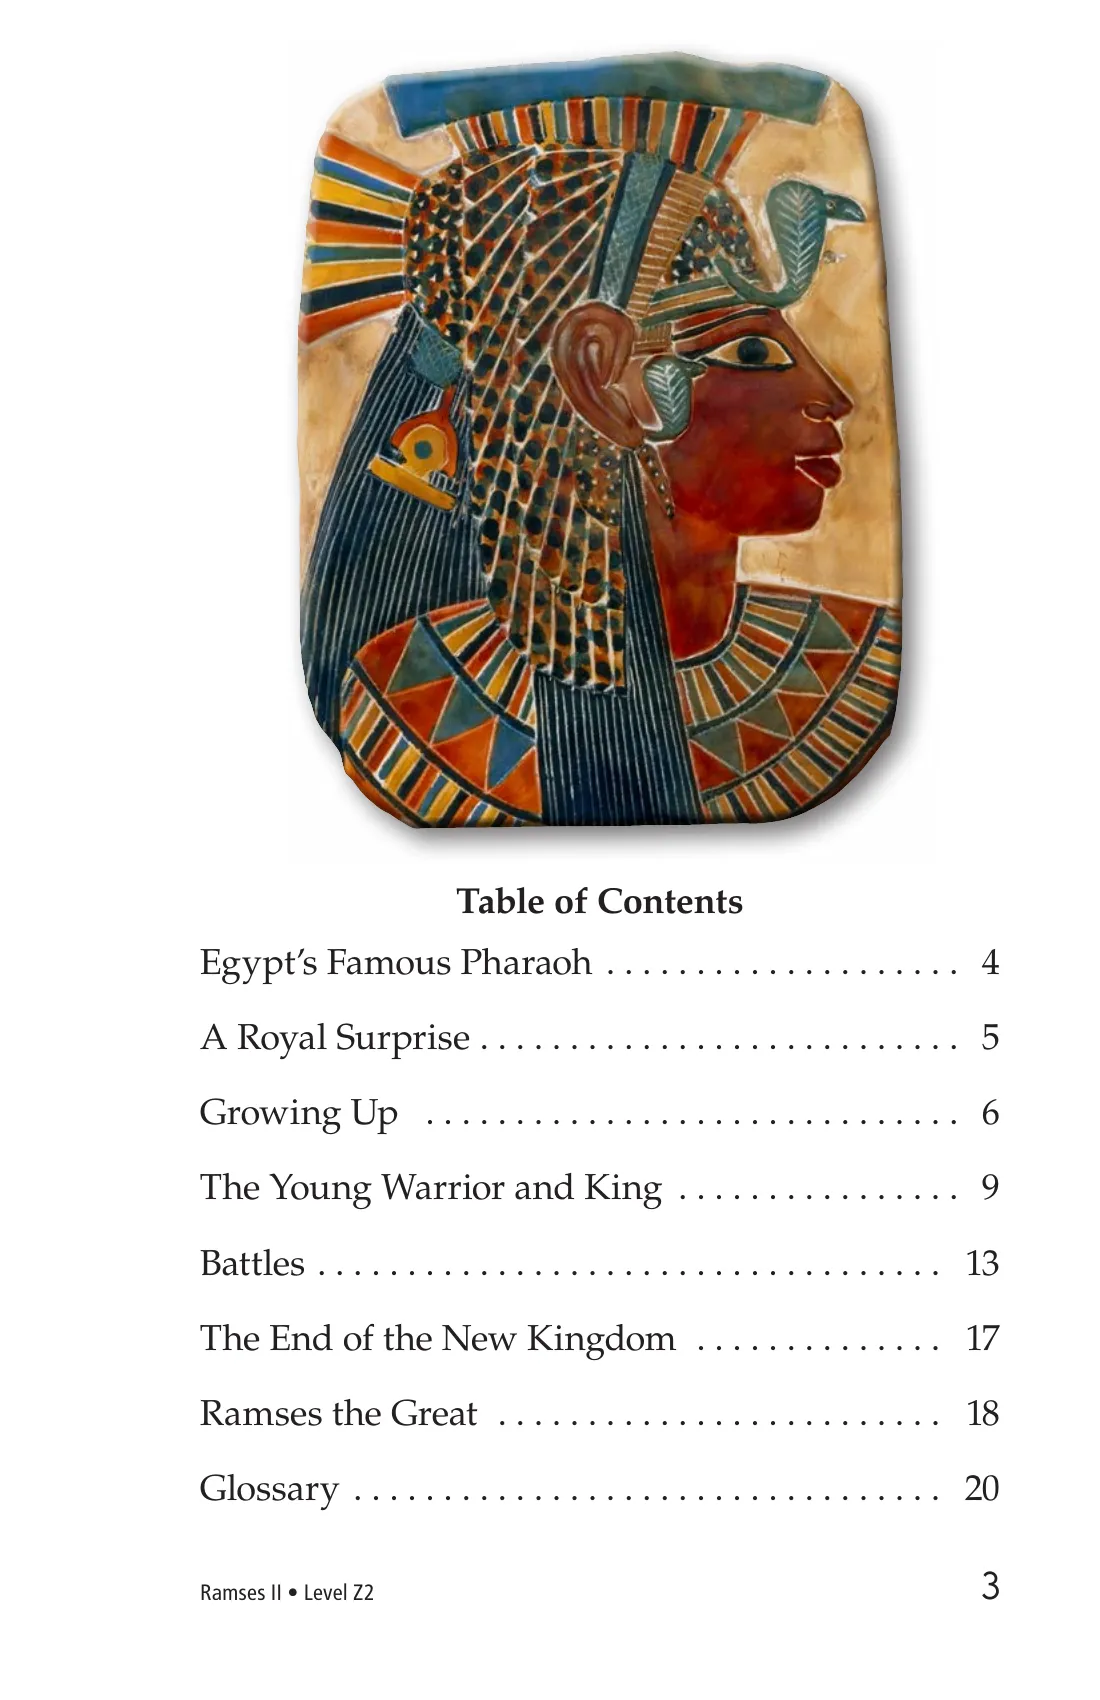 Table of Contents
Egypt’s Famous Pharaoh . . . . . . . . . . . . . . . . . . . . 4
A Royal Surprise . . . . . . . . . . . . . . . . . . . . . . . . . . . 5
Growing Up . . . . . . . . . . . . . . . . . . . . . . . . . . . . . . 6
The Young Warrior and King . . . . . . . . . . . . . . . . 9
Battles . . . . . . . . . . . . . . . . . . . . . . . . . . . . . . . . . . . 13
The End of the New Kingdom . . . . . . . . . . . . . . 17
Ramses the Great . . . . . . . . . . . . . . . . . . . . . . . . . 18
Glossary . . . . . . . . . . . . . . . . . . . . . . . . . . . . . . . . . 20
Ramses II • Level Z2 3